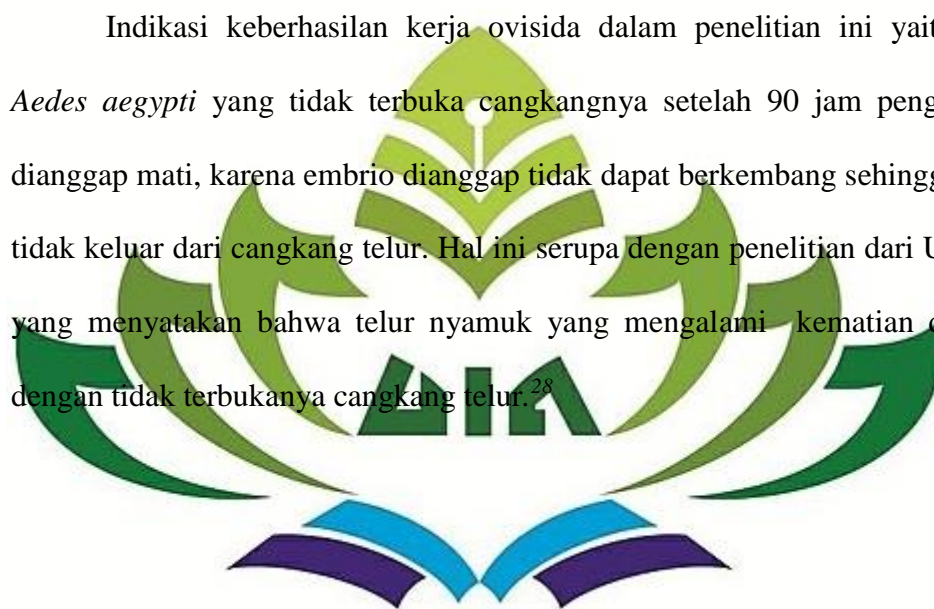 Indikasi keberhasilan kerja ovisida dalam penelitian ini yait
Aedes aegypti yang tidak terbuka cangkangnya setelah 90 jam peng
dianggap mati, karena embrio dianggap tidak dapat berkembang sehingg
tidak keluar dari cangkang telur. Hal ini serupa dengan penelitian dari U
yang menyatakan bahwa telur nyamuk yang mengalami kematian d
dengan tidak terbukanya cangkang telur.28